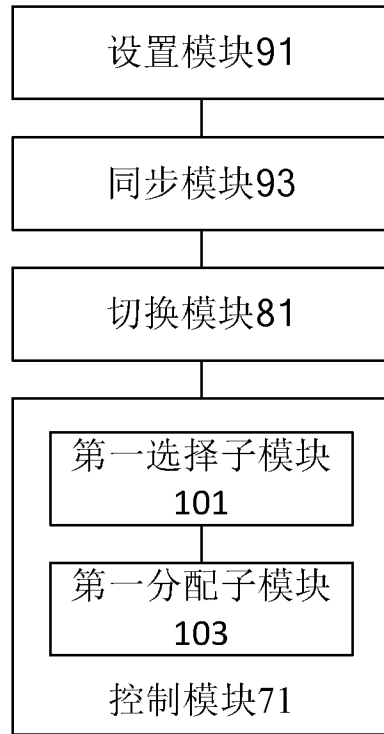 设置模块91
同步模块93
切换模块81
第一选择子模块
101
第一分配子模块
103
控制模块71